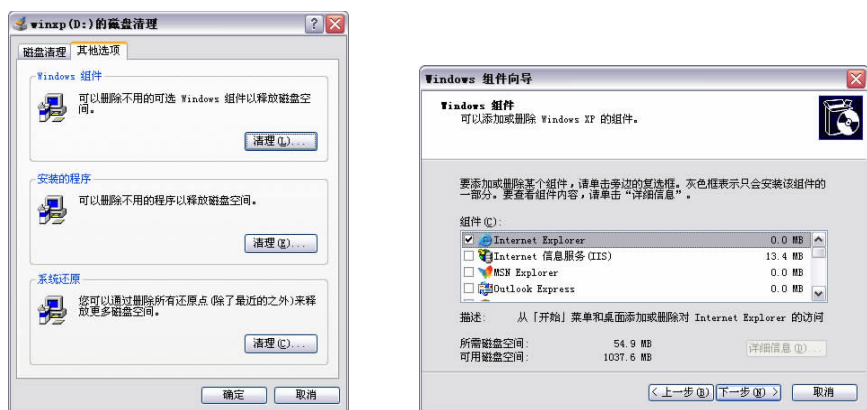 winxp (D:)的磁盘清理
磁盘清理
其他选项
Windows 组件
可以删除不用的可选 Windows 组件以释放磁盘空
间。
清理(L)...
安装的程序
可以删除不用的程序以释放磁盘空间。
清理(E)...
系统还原
您可以通过删除所有还原点(除了最近的之外)来释
放更多磁盘空间。
清理(C)...
确定
取消
Windows 组件向导
Windows 组件
可以添加或删除 Windows XP 的组件。
要添加或删除某个组件，请单击旁边的复选框。灰色框表示只会安装该组件的
一部分。要查看组件内容，请单击“详细信息”。
组件(C):
Internet Explorer 0.0 MB
Internet 信息服务(IIS) 13.4 MB
MSN Explorer 0.0 MB
Outlook Express 0.0 MB
描述: 从「开始」菜单和桌面添加或删除对 Internet Explorer 的访问
所需磁盘空间: 54.9 MB
可用磁盘空间: 1037.6 MB
详细信息(D)...
< 上一步(B)
下一步(N) >
取消